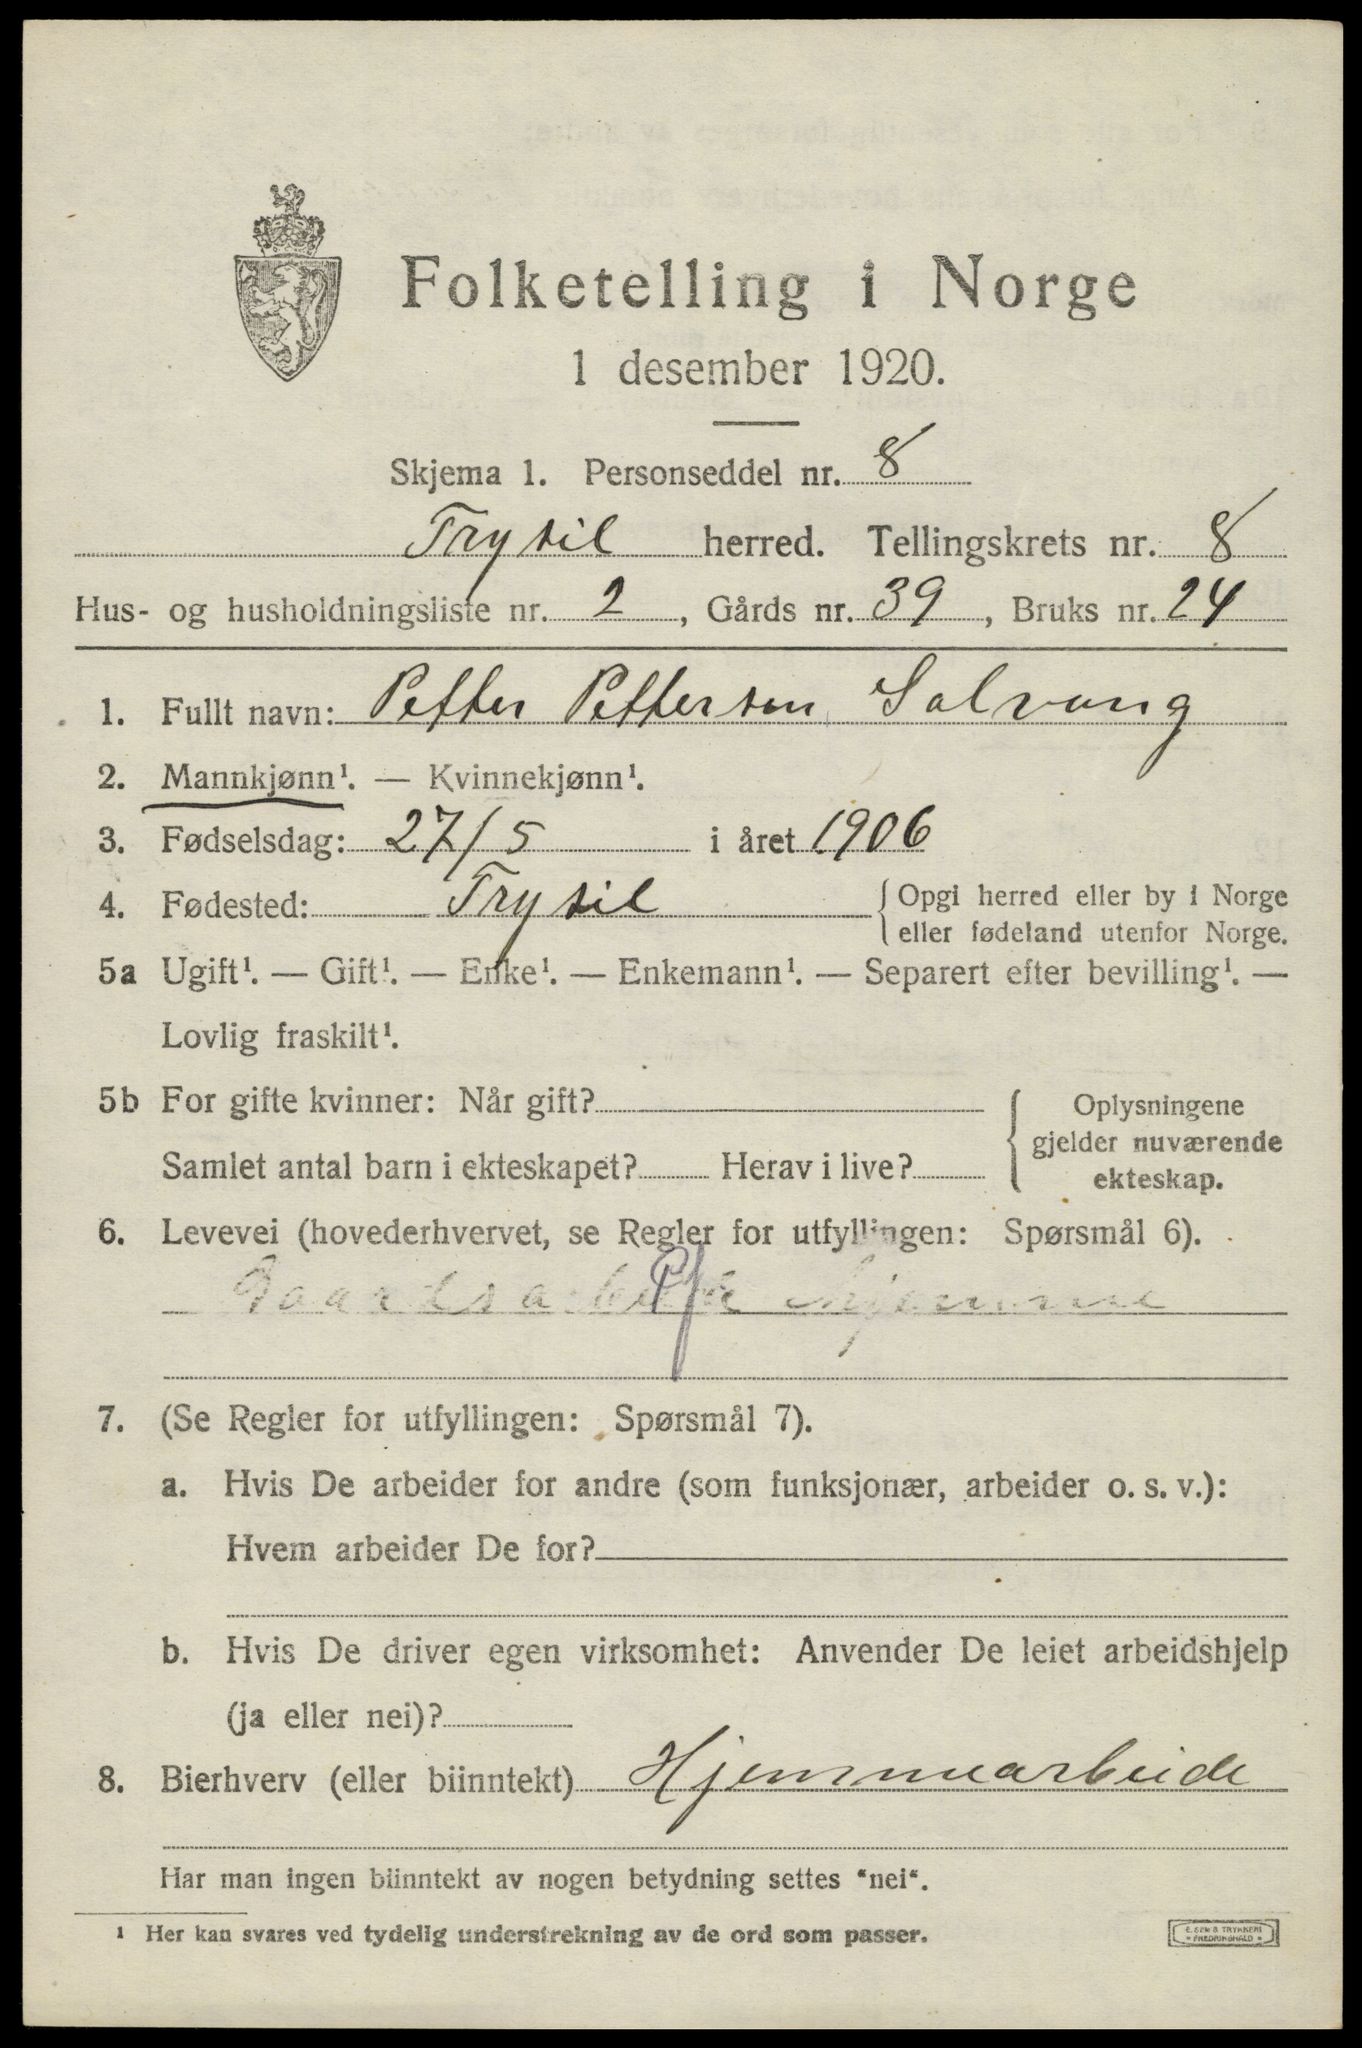 Folketelling i Norge
1 desember 1920.
Skjema 1. Personseddel nr. 8
Trysil herred. Tellingskrets nr. 8
Hus- og husholdningsliste nr. 2, Gårds nr. 39, Bruks nr. 24
1. Fullt navn: Petter Pettersen Solvang
2. Mannkjønn¹. — Kvinnekjønn¹.
3. Fødselsdag: 27/5 i året 1906
4. Fødested: Trysil {Opgi herred eller by i Norge
eller fødeland utenfor Norge.
5a Ugift¹. — Gift¹. — Enke¹. — Enkemann¹. — Separert efter bevilling¹. —
Lovlig fraskilt¹.
5b For gifte kvinner: Når gift? {Oplysningene
gjelder nuværende
Samlet antal barn i ekteskapet? Herav i live?
ekteskap.
6. Levevei (hovederhvervet, se Regler for utfyllingen: Spørsmål 6).
Gaardsarbeide hjemme
7. (Se Regler for utfyllingen: Spørsmål 7).
a. Hvis De arbeider for andre (som funksjonær, arbeider o. s. v.):
Hvem arbeider De for?
b. Hvis De driver egen virksomhet: Anvender De leiet arbeidshjelp
(ja eller nei)?
8. Bierhverv (eller biinntekt) Hjemmearbeide
Har man ingen biinntekt av nogen betydning settes "nei".
¹ Her kan svares ved tydelig understrekning av de ord som passer.
E. SEM'S TRYKKERI
• FREDRIKSHALD •